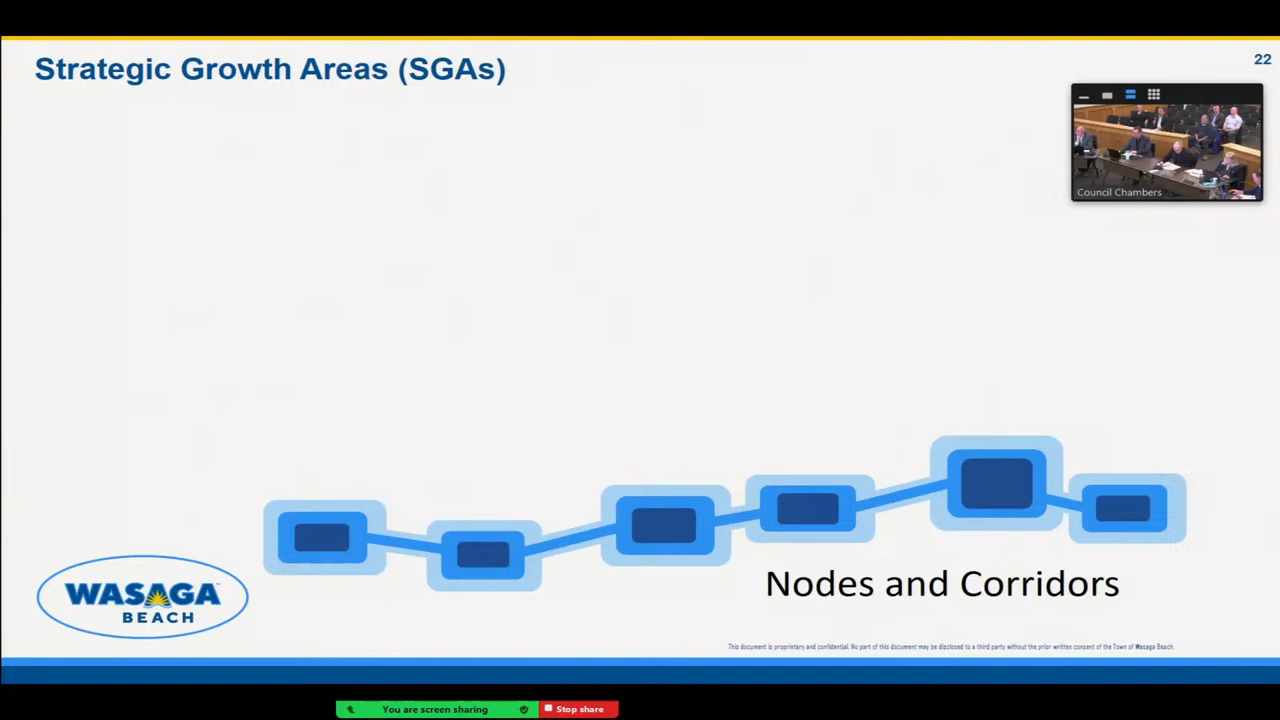 Strategic Growth Areas (SGAs)
22
Council Chambers
Nodes and Corridors
WASAGA
BEACH
This document is proprietary and confidential. No part of this document may be disclosed to a third party without the prior written consent of the Town of Wasaga Beach.
You are screen sharing
Stop share